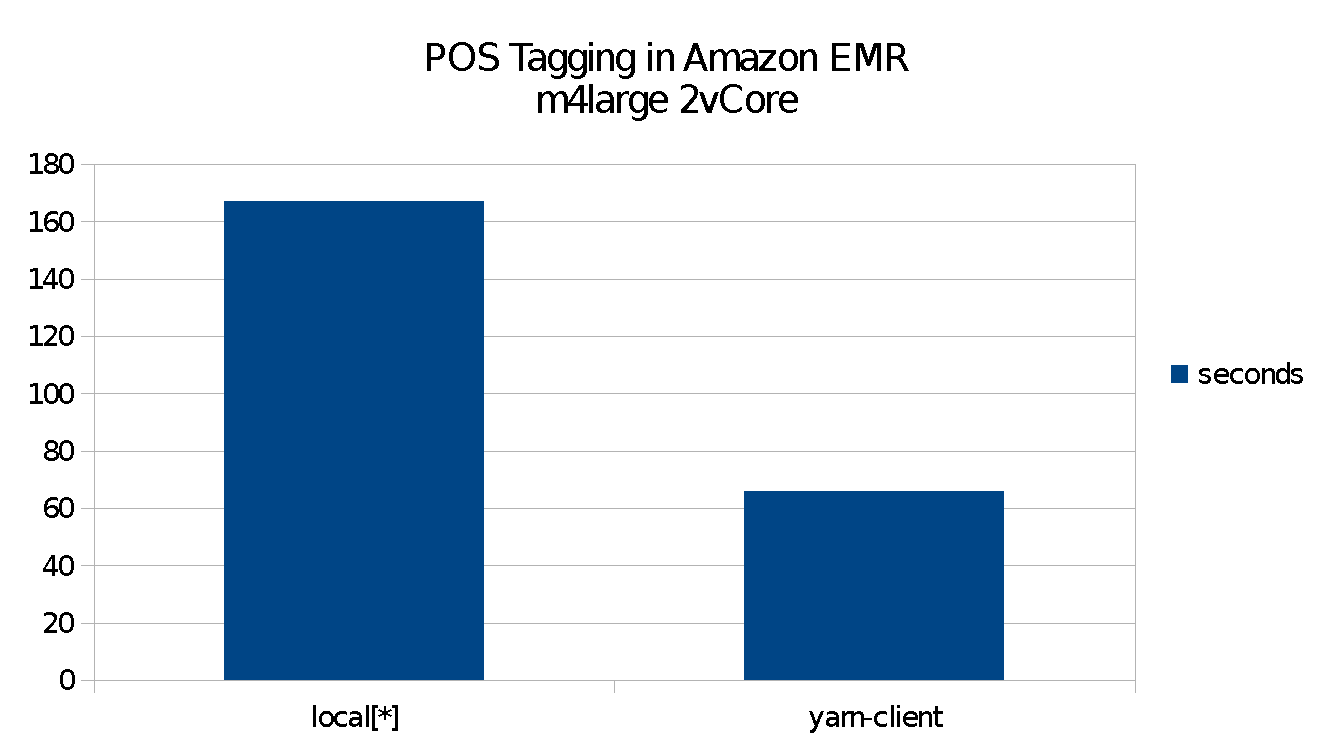 POS Tagging in Amazon EMR
m4large 2vCore
180
160
140
120
100
80
60
40
20
0
local[*]
yarn-client
seconds